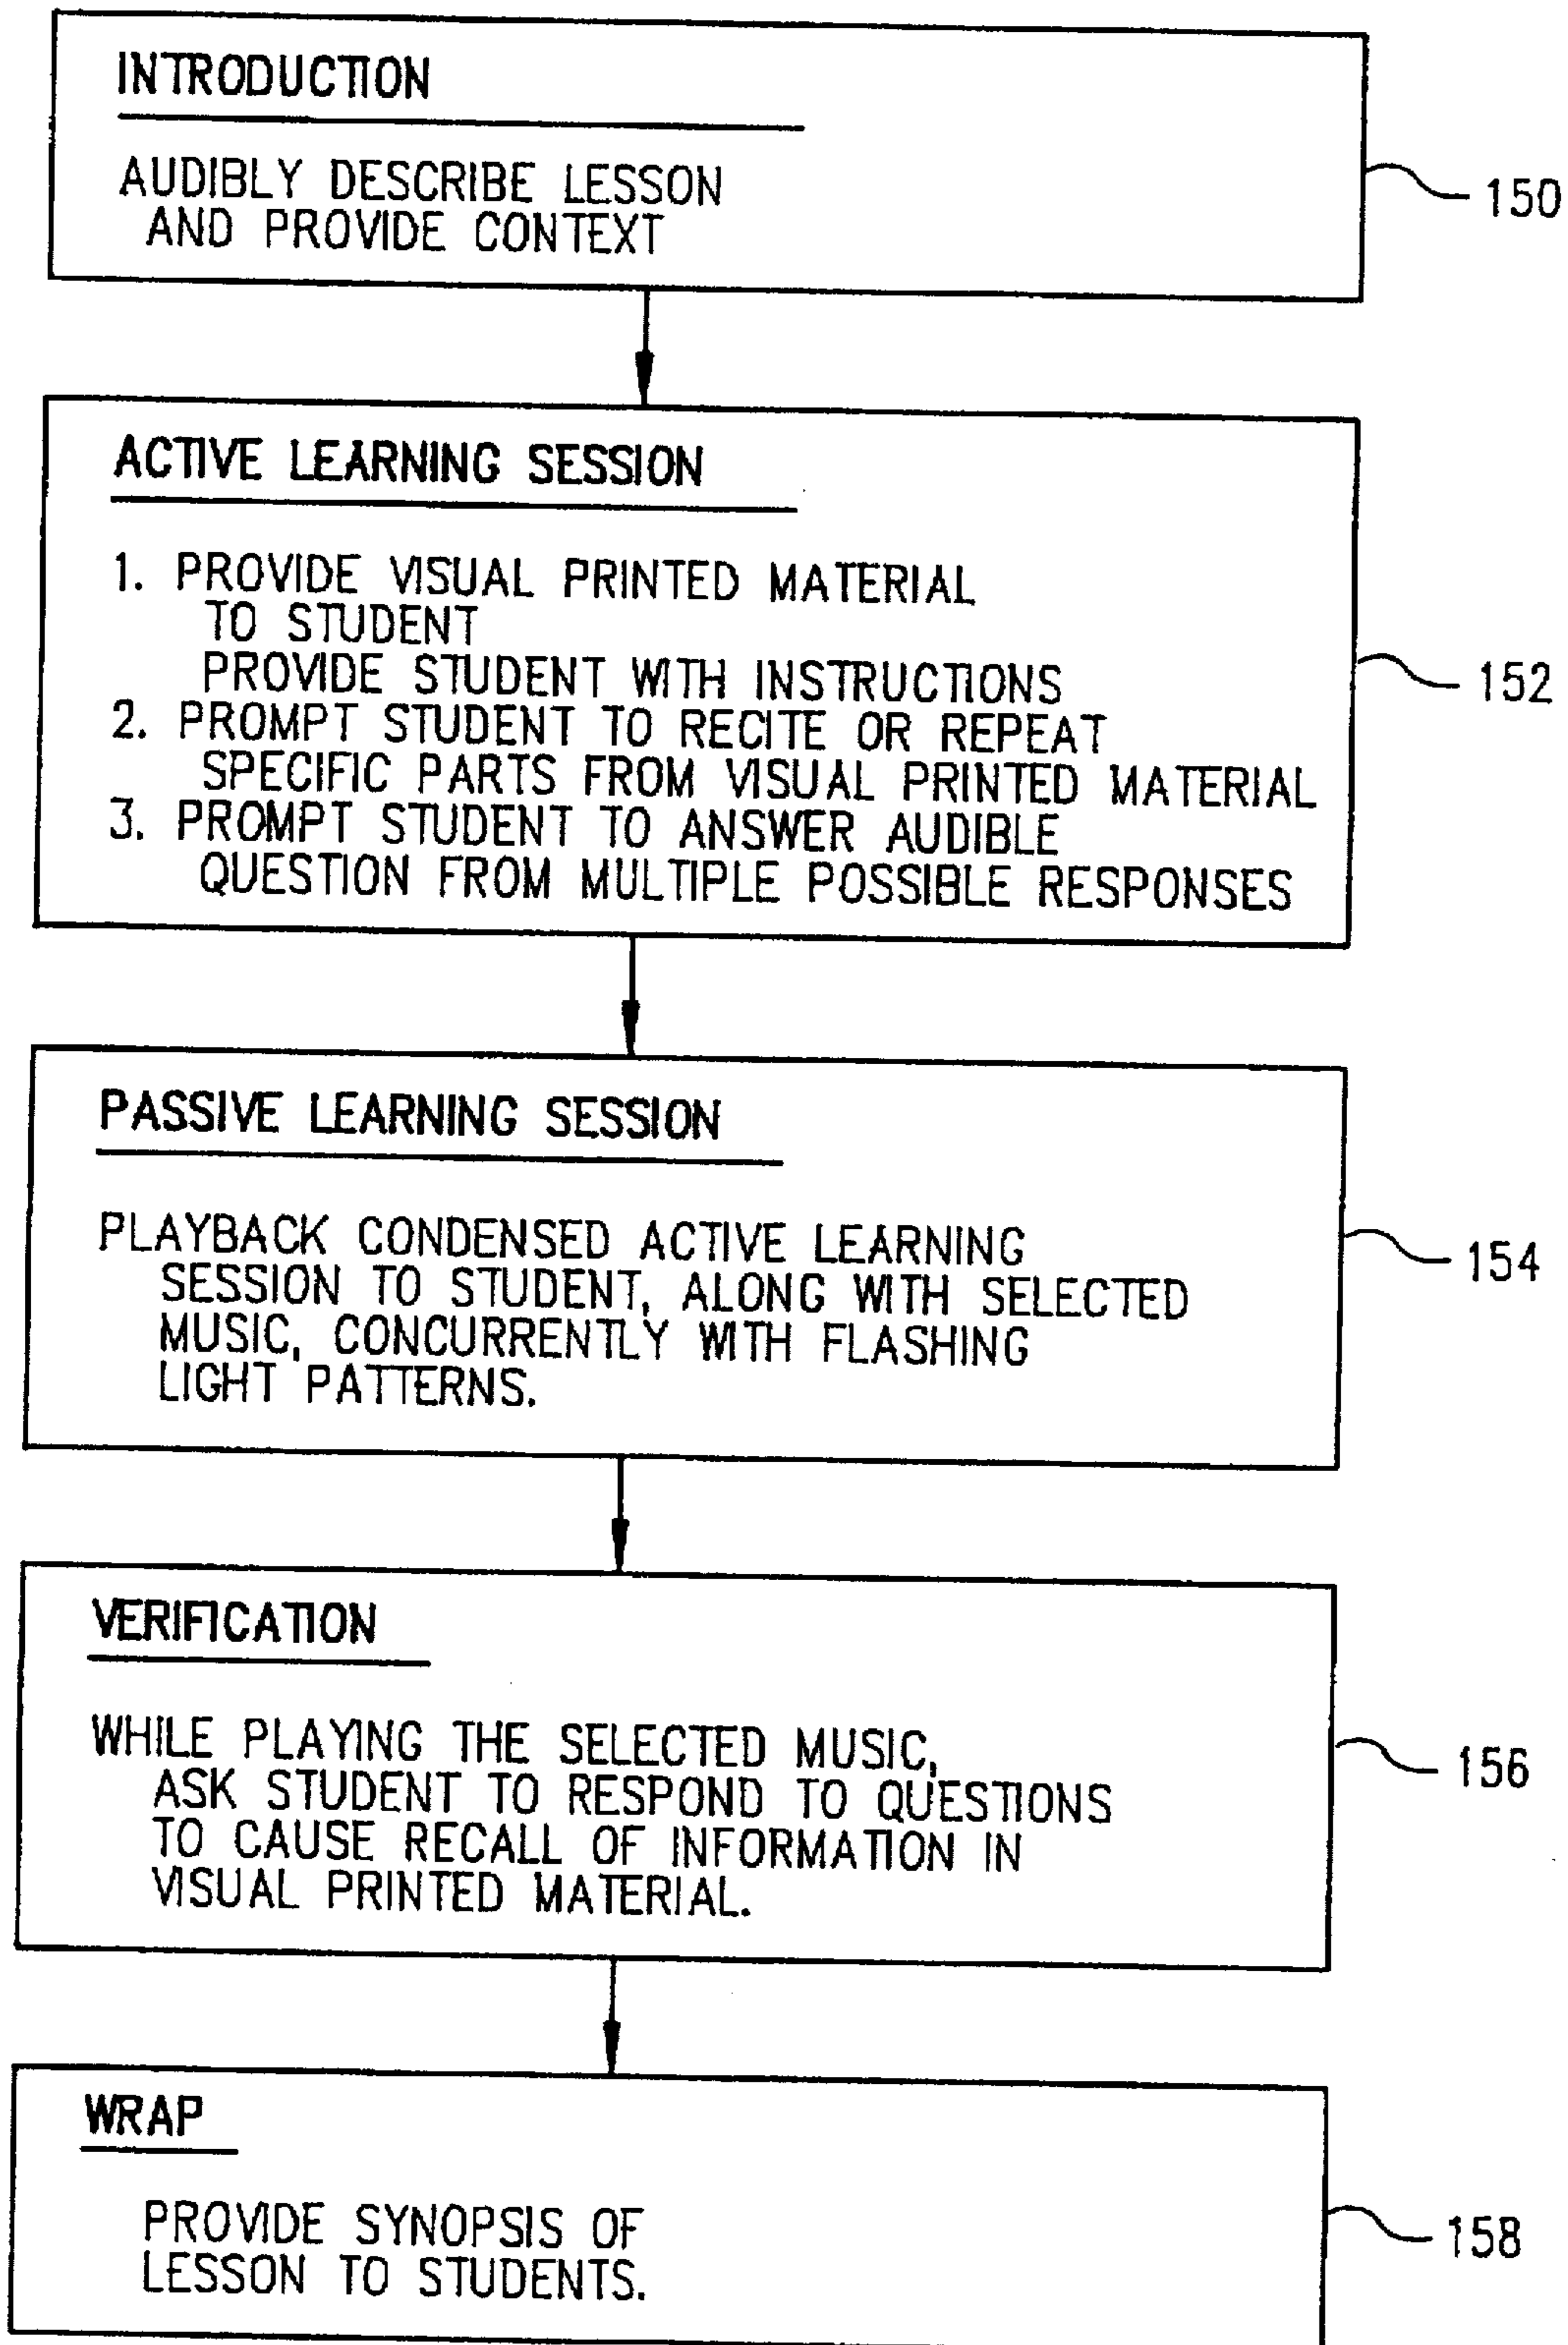 INTRODUCTION
AUDIBLY DESCRIBE LESSON
AND PROVIDE CONTEXT
150
ACTIVE LEARNING SESSION
1. PROVIDE VISUAL PRINTED MATERIAL
TO STUDENT
PROVIDE STUDENT WITH INSTRUCTIONS
2. PROMPT STUDENT TO RECITE OR REPEAT
SPECIFIC PARTS FROM VISUAL PRINTED MATERIAL
3. PROMPT STUDENT TO ANSWER AUDIBLE
QUESTION FROM MULTIPLE POSSIBLE RESPONSES
152
PASSIVE LEARNING SESSION
PLAYBACK CONDENSED ACTIVE LEARNING
SESSION TO STUDENT, ALONG WITH SELECTED
MUSIC, CONCURRENTLY WITH FLASHING
LIGHT PATTERNS.
154
VERIFICATION
WHILE PLAYING THE SELECTED MUSIC,
ASK STUDENT TO RESPOND TO QUESTIONS
TO CAUSE RECALL OF INFORMATION IN
VISUAL PRINTED MATERIAL.
156
WRAP
PROVIDE SYNOPSIS OF
LESSON TO STUDENTS.
158